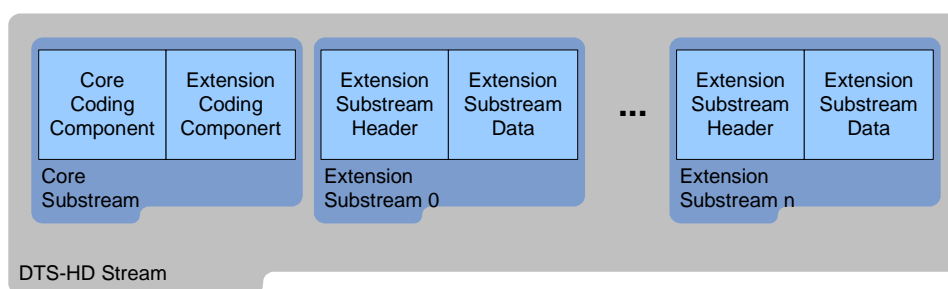 Core
Coding
Component
Extension
Coding
Componert
Extension
Substream
Header
Extension
Substream
Data
...
Extension
Substream
Header
Extension
Substream
Data
Core
Substream
Extension
Substream 0
Extension
Substream n
DTS-HD Stream